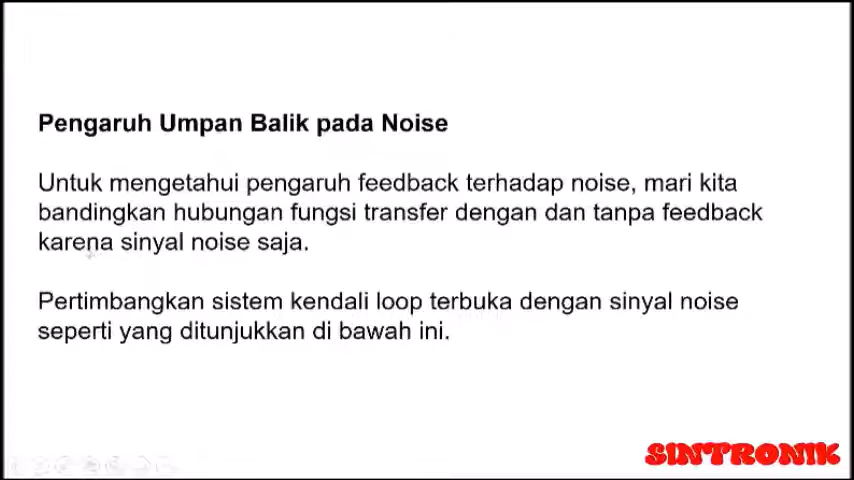 Pengaruh Umpan Balik pada Noise
Untuk mengetahui pengaruh feedback terhadap noise, mari kita
bandingkan hubungan fungsi transfer dengan dan tanpa feedback
karena sinyal noise saja.
Pertimbangkan sistem kendali loop terbuka dengan sinyal noise
seperti yang ditunjukkan di bawah ini.
SINTRONIK